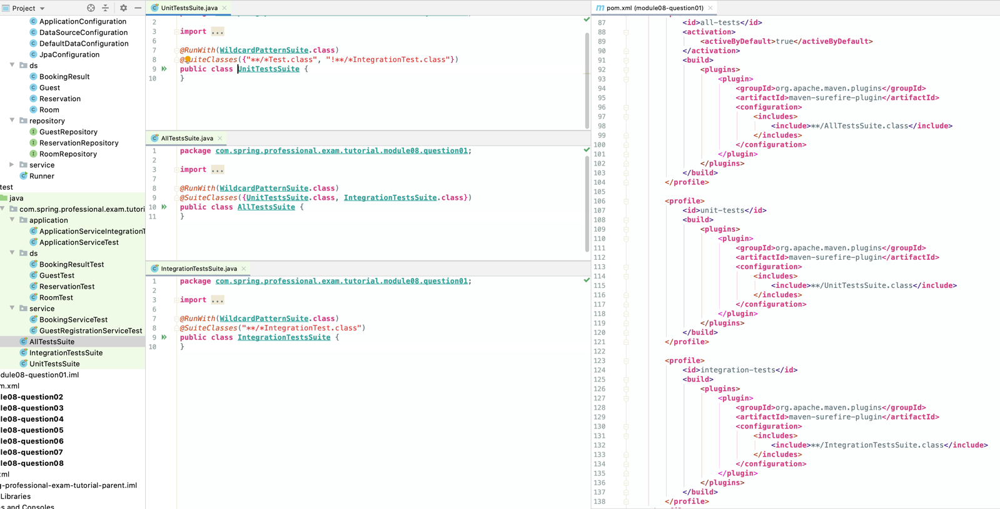 Project
ApplicationConfiguration
DataSourceConfiguration
DefaultDataConfiguration
JpaConfiguration
ds
BookingResult
Guest
Reservation
Room
repository
GuestRepository
ReservationRepository
RoomRepository
service
Runner
test
java
com.spring.professional.exam.tutori
application
ApplicationServiceIntegrationT
ApplicationServiceTest
ds
BookingResultTest
GuestTest
ReservationTest
RoomTest
service
BookingServiceTest
GuestRegistrationServiceTest
AllTestsSuite
IntegrationTestsSuite
UnitTestsSuite
dule08-question01.iml
m.xml
le08-question02
le08-question03
le08-question04
le08-question05
le08-question06
le08-question07
le08-question08
ml
g-professional-exam-tutorial-parent.iml
Libraries
s and Consoles
UnitTestsSuite.java
2
3 import ...
6
7 @RunWith(WildcardPatternSuite.class)
8 @SuiteClasses({"**/*Test.class", "!**/*IntegrationTest.class"})
9 public class UnitTestsSuite {
10 }
AllTestsSuite.java
1 package com.spring.professional.exam.tutorial.module08.question01;
2
3 import ...
7
8 @RunWith(WildcardPatternSuite.class)
9 @SuiteClasses({UnitTestsSuite.class, IntegrationTestsSuite.class})
10 public class AllTestsSuite {
11 }
IntegrationTestsSuite.java
1 package com.spring.professional.exam.tutorial.module08.question01;
2
3 import ...
6
7 @RunWith(WildcardPatternSuite.class)
8 @SuiteClasses("**/*IntegrationTest.class")
9 public class IntegrationTestsSuite {
10 }
m pom.xml (module08-question01)
87 <id>all-tests</id>
88 <activation>
89 <activeByDefault>true</activeByDefault>
90 </activation>
91 <build>
92 <plugins>
93 <plugin>
94 <groupId>org.apache.maven.plugins</groupId>
95 <artifactId>maven-surefire-plugin</artifactId>
96 <configuration>
97 <includes>
98 <include>**/AllTestsSuite.class</include>
99 </includes>
100 </configuration>
101 </plugin>
102 </plugins>
103 </build>
104 </profile>
105
106 <profile>
107 <id>unit-tests</id>
108 <build>
109 <plugins>
110 <plugin>
111 <groupId>org.apache.maven.plugins</groupId>
112 <artifactId>maven-surefire-plugin</artifactId>
113 <configuration>
114 <includes>
115 <include>**/UnitTestsSuite.class</include>
116 </includes>
117 </configuration>
118 </plugin>
119 </plugins>
120 </build>
121 </profile>
122
123 <profile>
124 <id>integration-tests</id>
125 <build>
126 <plugins>
127 <plugin>
128 <groupId>org.apache.maven.plugins</groupId>
129 <artifactId>maven-surefire-plugin</artifactId>
130 <configuration>
131 <includes>
132 <include>**/IntegrationTestsSuite.class</include>
133 </includes>
134 </configuration>
135 </plugin>
136 </plugins>
137 </build>
138 </profile>